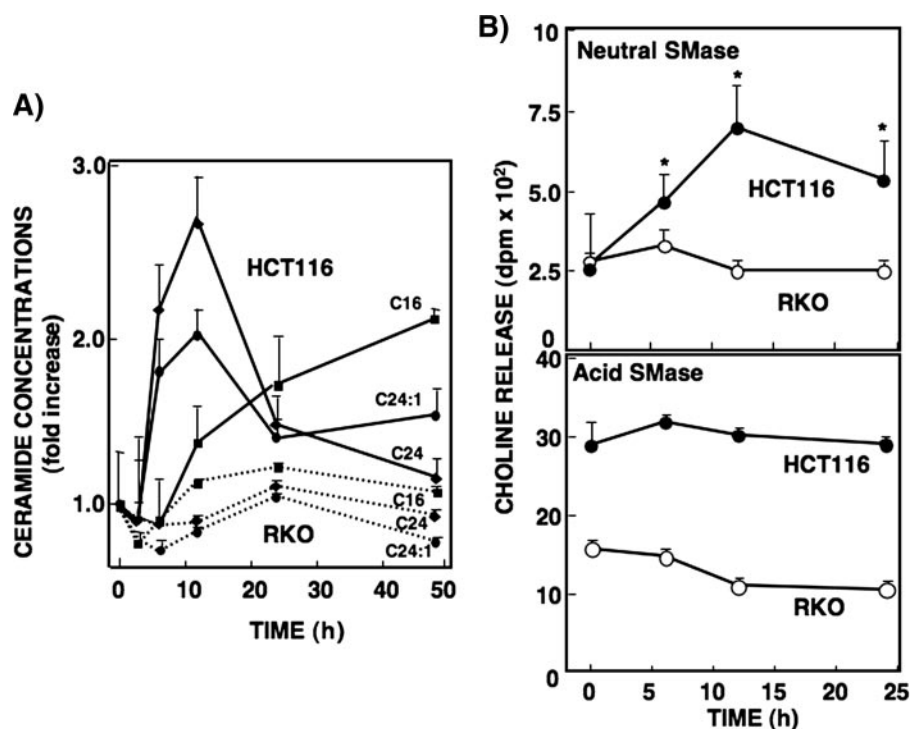 A)
CERAMIDE CONCENTRATIONS
(fold increase)
3.0
2.0
1.0
HCT116
C16
C24:1
C24
C16
C24
C24:1
RKO
0 10 20 30 40 50
TIME (h)
B)
CHOLINE RELEASE (dpm x 10²)
Neutral SMase
10
7.5
5.0
2.5
0
*
*
*
HCT116
RKO
Acid SMase
40
30
20
10
0
HCT116
RKO
0 5 10 15 20 25
TIME (h)